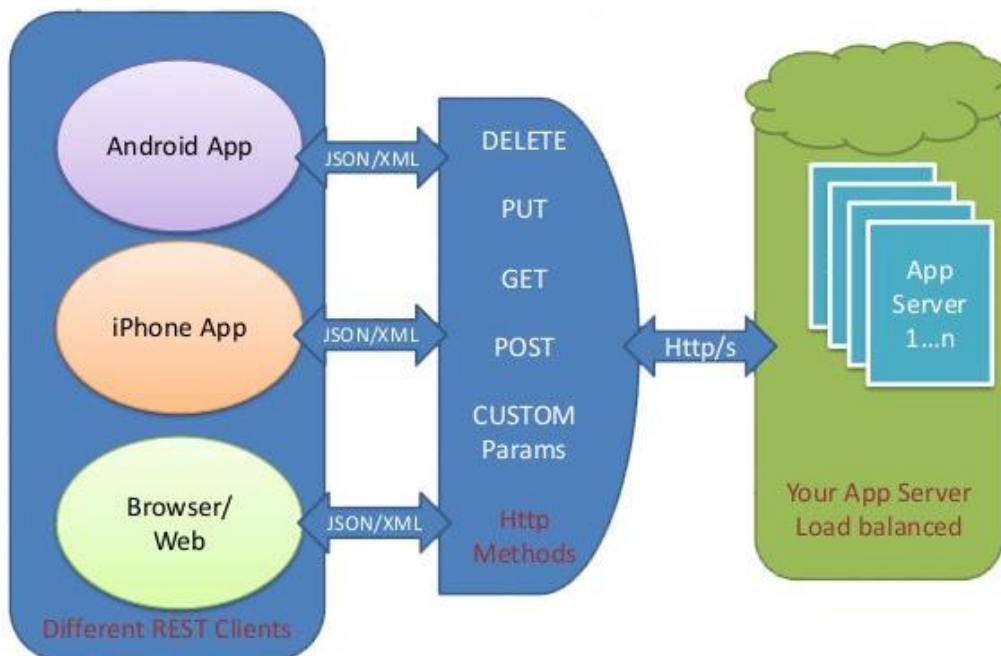 Android App
iPhone App
Browser/
Web
Different REST Clients
JSON/XML
JSON/XML
JSON/XML
DELETE
PUT
GET
POST
CUSTOM
Params
Http
Methods
Http/s
App
Server
1...n
Your App Server
Load balanced